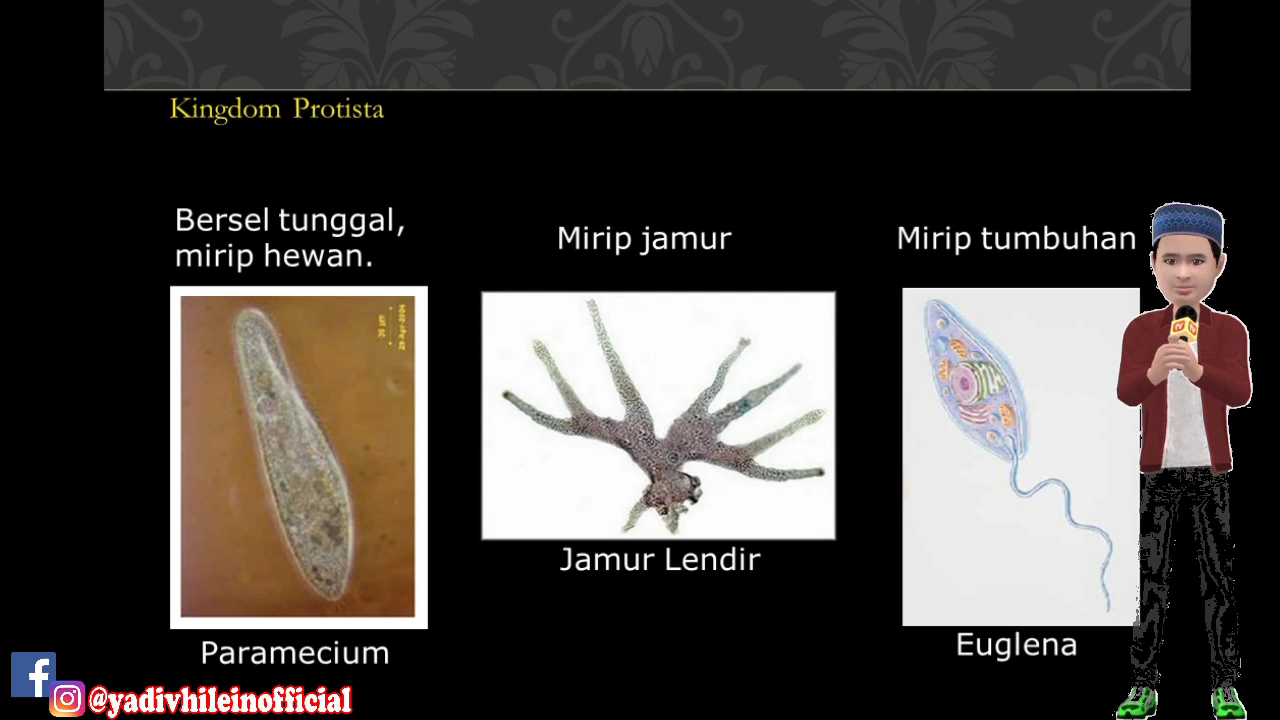 Kingdom Protista
Bersel tunggal,
mirip hewan.
Mirip jamur
Mirip tumbuhan
Jamur Lendir
Paramecium
Euglena
@yadivhileinofficial